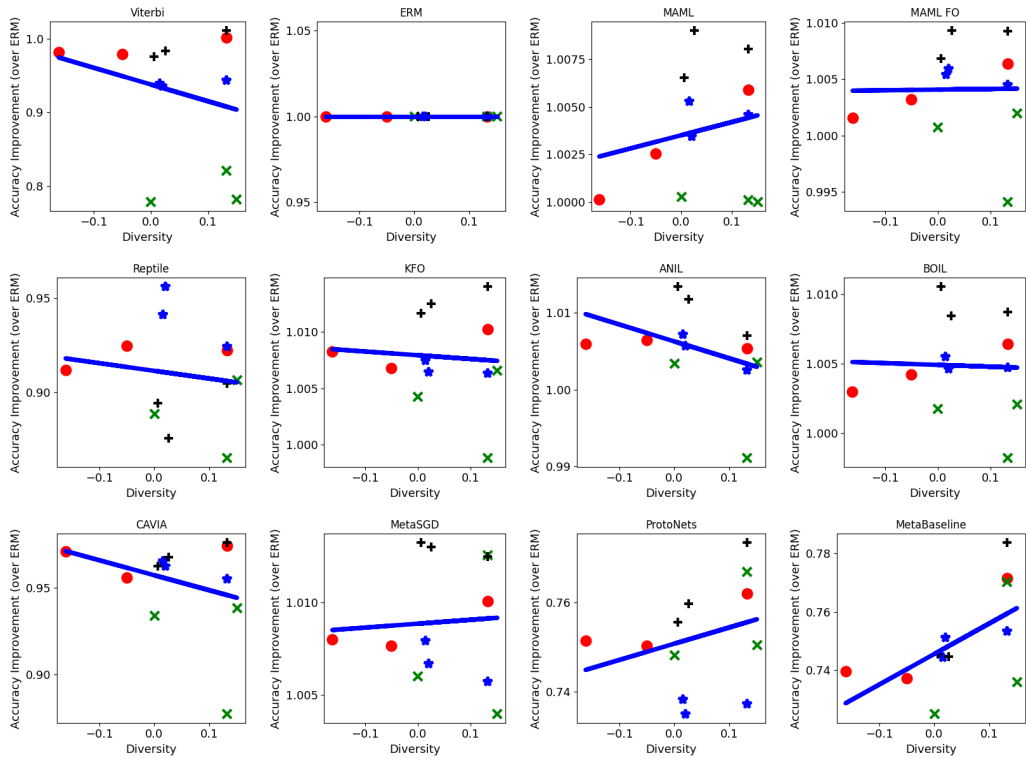 Viterbi
Accuracy Improvement (over ERM)
1.0
0.9
0.8
−0.1 0.0 0.1
Diversity
ERM
Accuracy Improvement (over ERM)
1.05
1.00
0.95
−0.1 0.0 0.1
Diversity
MAML
Accuracy Improvement (over ERM)
1.0075
1.0050
1.0025
1.0000
−0.1 0.0 0.1
Diversity
MAML FO
Accuracy Improvement (over ERM)
1.010
1.005
1.000
0.995
−0.1 0.0 0.1
Diversity
Reptile
Accuracy Improvement (over ERM)
0.95
0.90
−0.1 0.0 0.1
Diversity
KFO
Accuracy Improvement (over ERM)
1.010
1.005
1.000
−0.1 0.0 0.1
Diversity
ANIL
Accuracy Improvement (over ERM)
1.01
1.00
0.99
−0.1 0.0 0.1
Diversity
BOIL
Accuracy Improvement (over ERM)
1.010
1.005
1.000
−0.1 0.0 0.1
Diversity
CAVIA
Accuracy Improvement (over ERM)
0.95
0.90
−0.1 0.0 0.1
Diversity
MetaSGD
Accuracy Improvement (over ERM)
1.010
1.005
−0.1 0.0 0.1
Diversity
ProtoNets
Accuracy Improvement (over ERM)
0.76
0.74
−0.1 0.0 0.1
Diversity
MetaBaseline
Accuracy Improvement (over ERM)
0.78
0.76
0.74
−0.1 0.0 0.1
Diversity